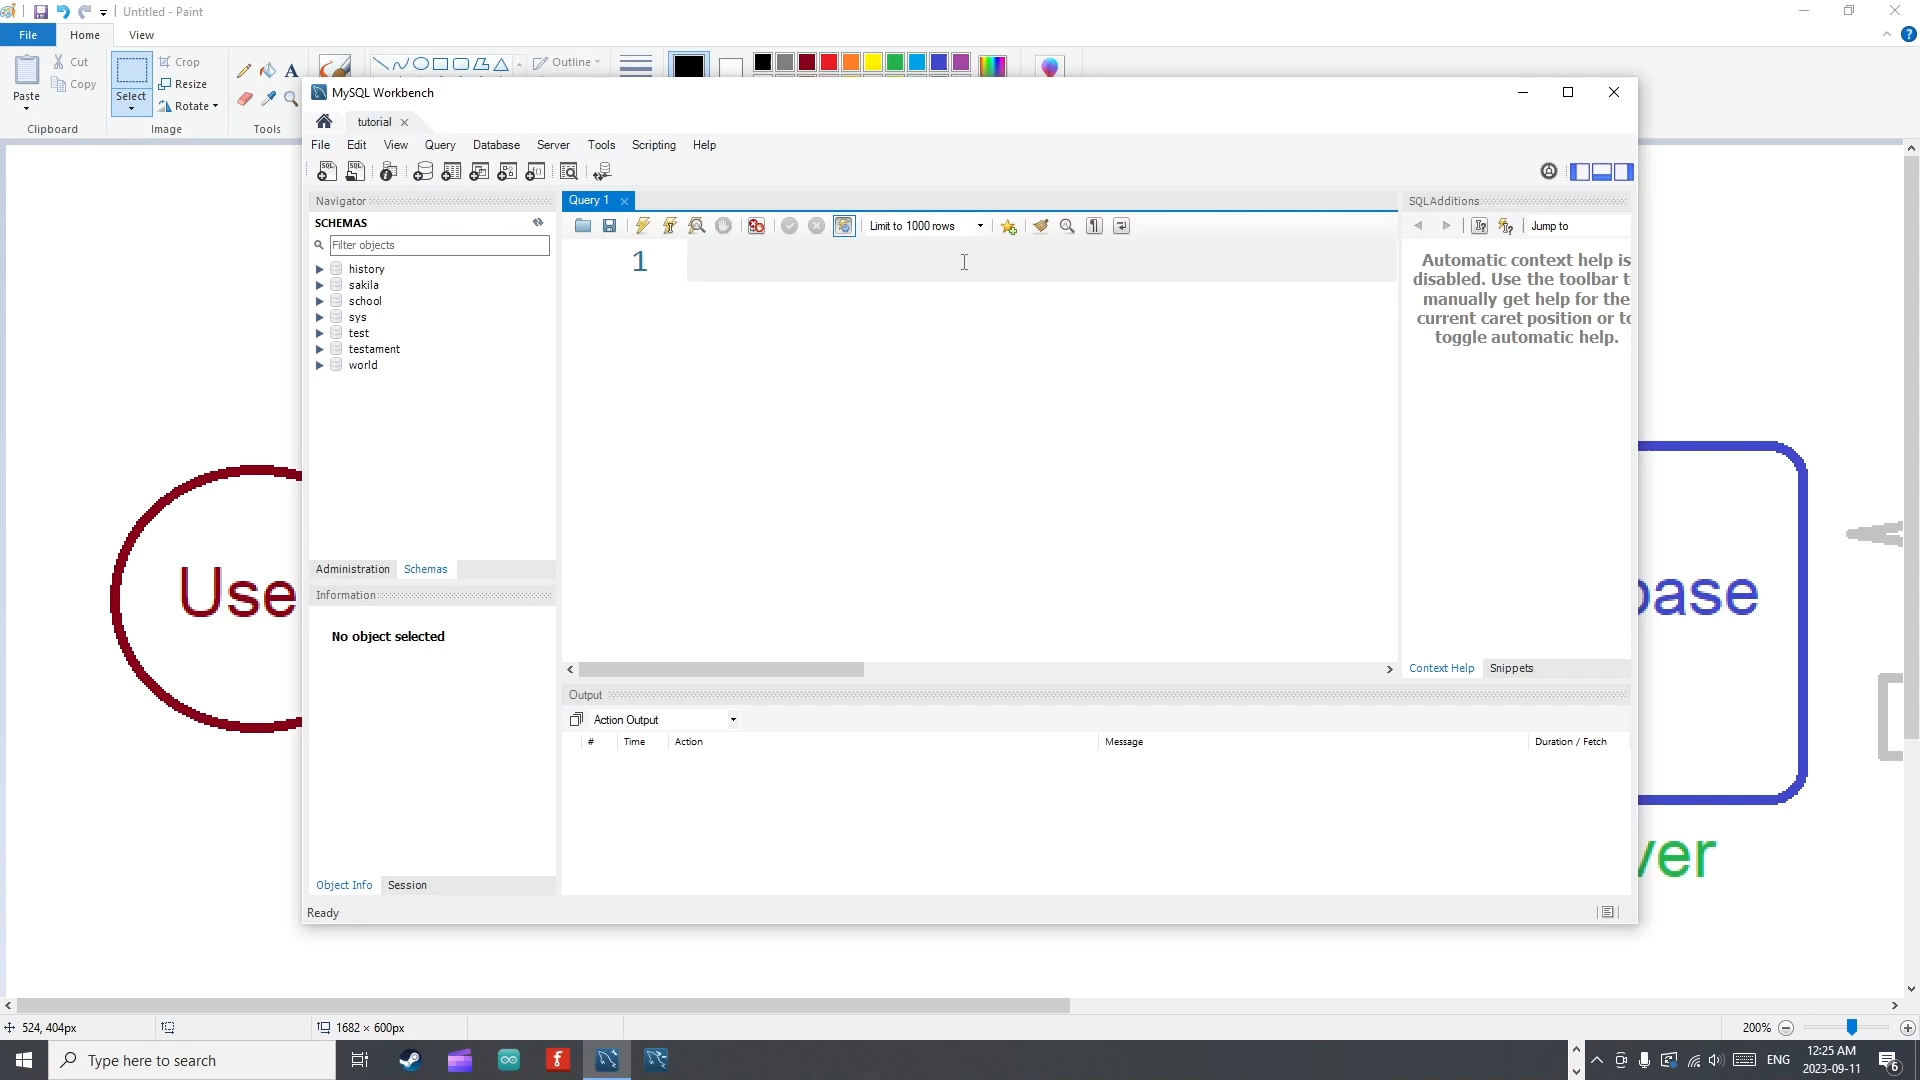 Untitled - Paint
File Home View
Paste
Cut
Copy
Clipboard
Select
Crop
Resize
Rotate
Image
Tools
Outline
MySQL Workbench
tutorial
File Edit View Query Database Server Tools Scripting Help
Navigator
SCHEMAS
Filter objects
history
sakila
school
sys
test
testament
world
Administration Schemas
Information
No object selected
Object Info Session
Query 1
Limit to 1000 rows
1
SQLAdditions
Jump to
Automatic context help is
disabled. Use the toolbar t
manually get help for the
current caret position or to
toggle automatic help.
Context Help Snippets
Output
Action Output
# Time Action Message Duration / Fetch
Ready
Use
base
ver
524, 404px
1682 × 600px
200%
Type here to search
ENG
12:25 AM
2023-09-11
6